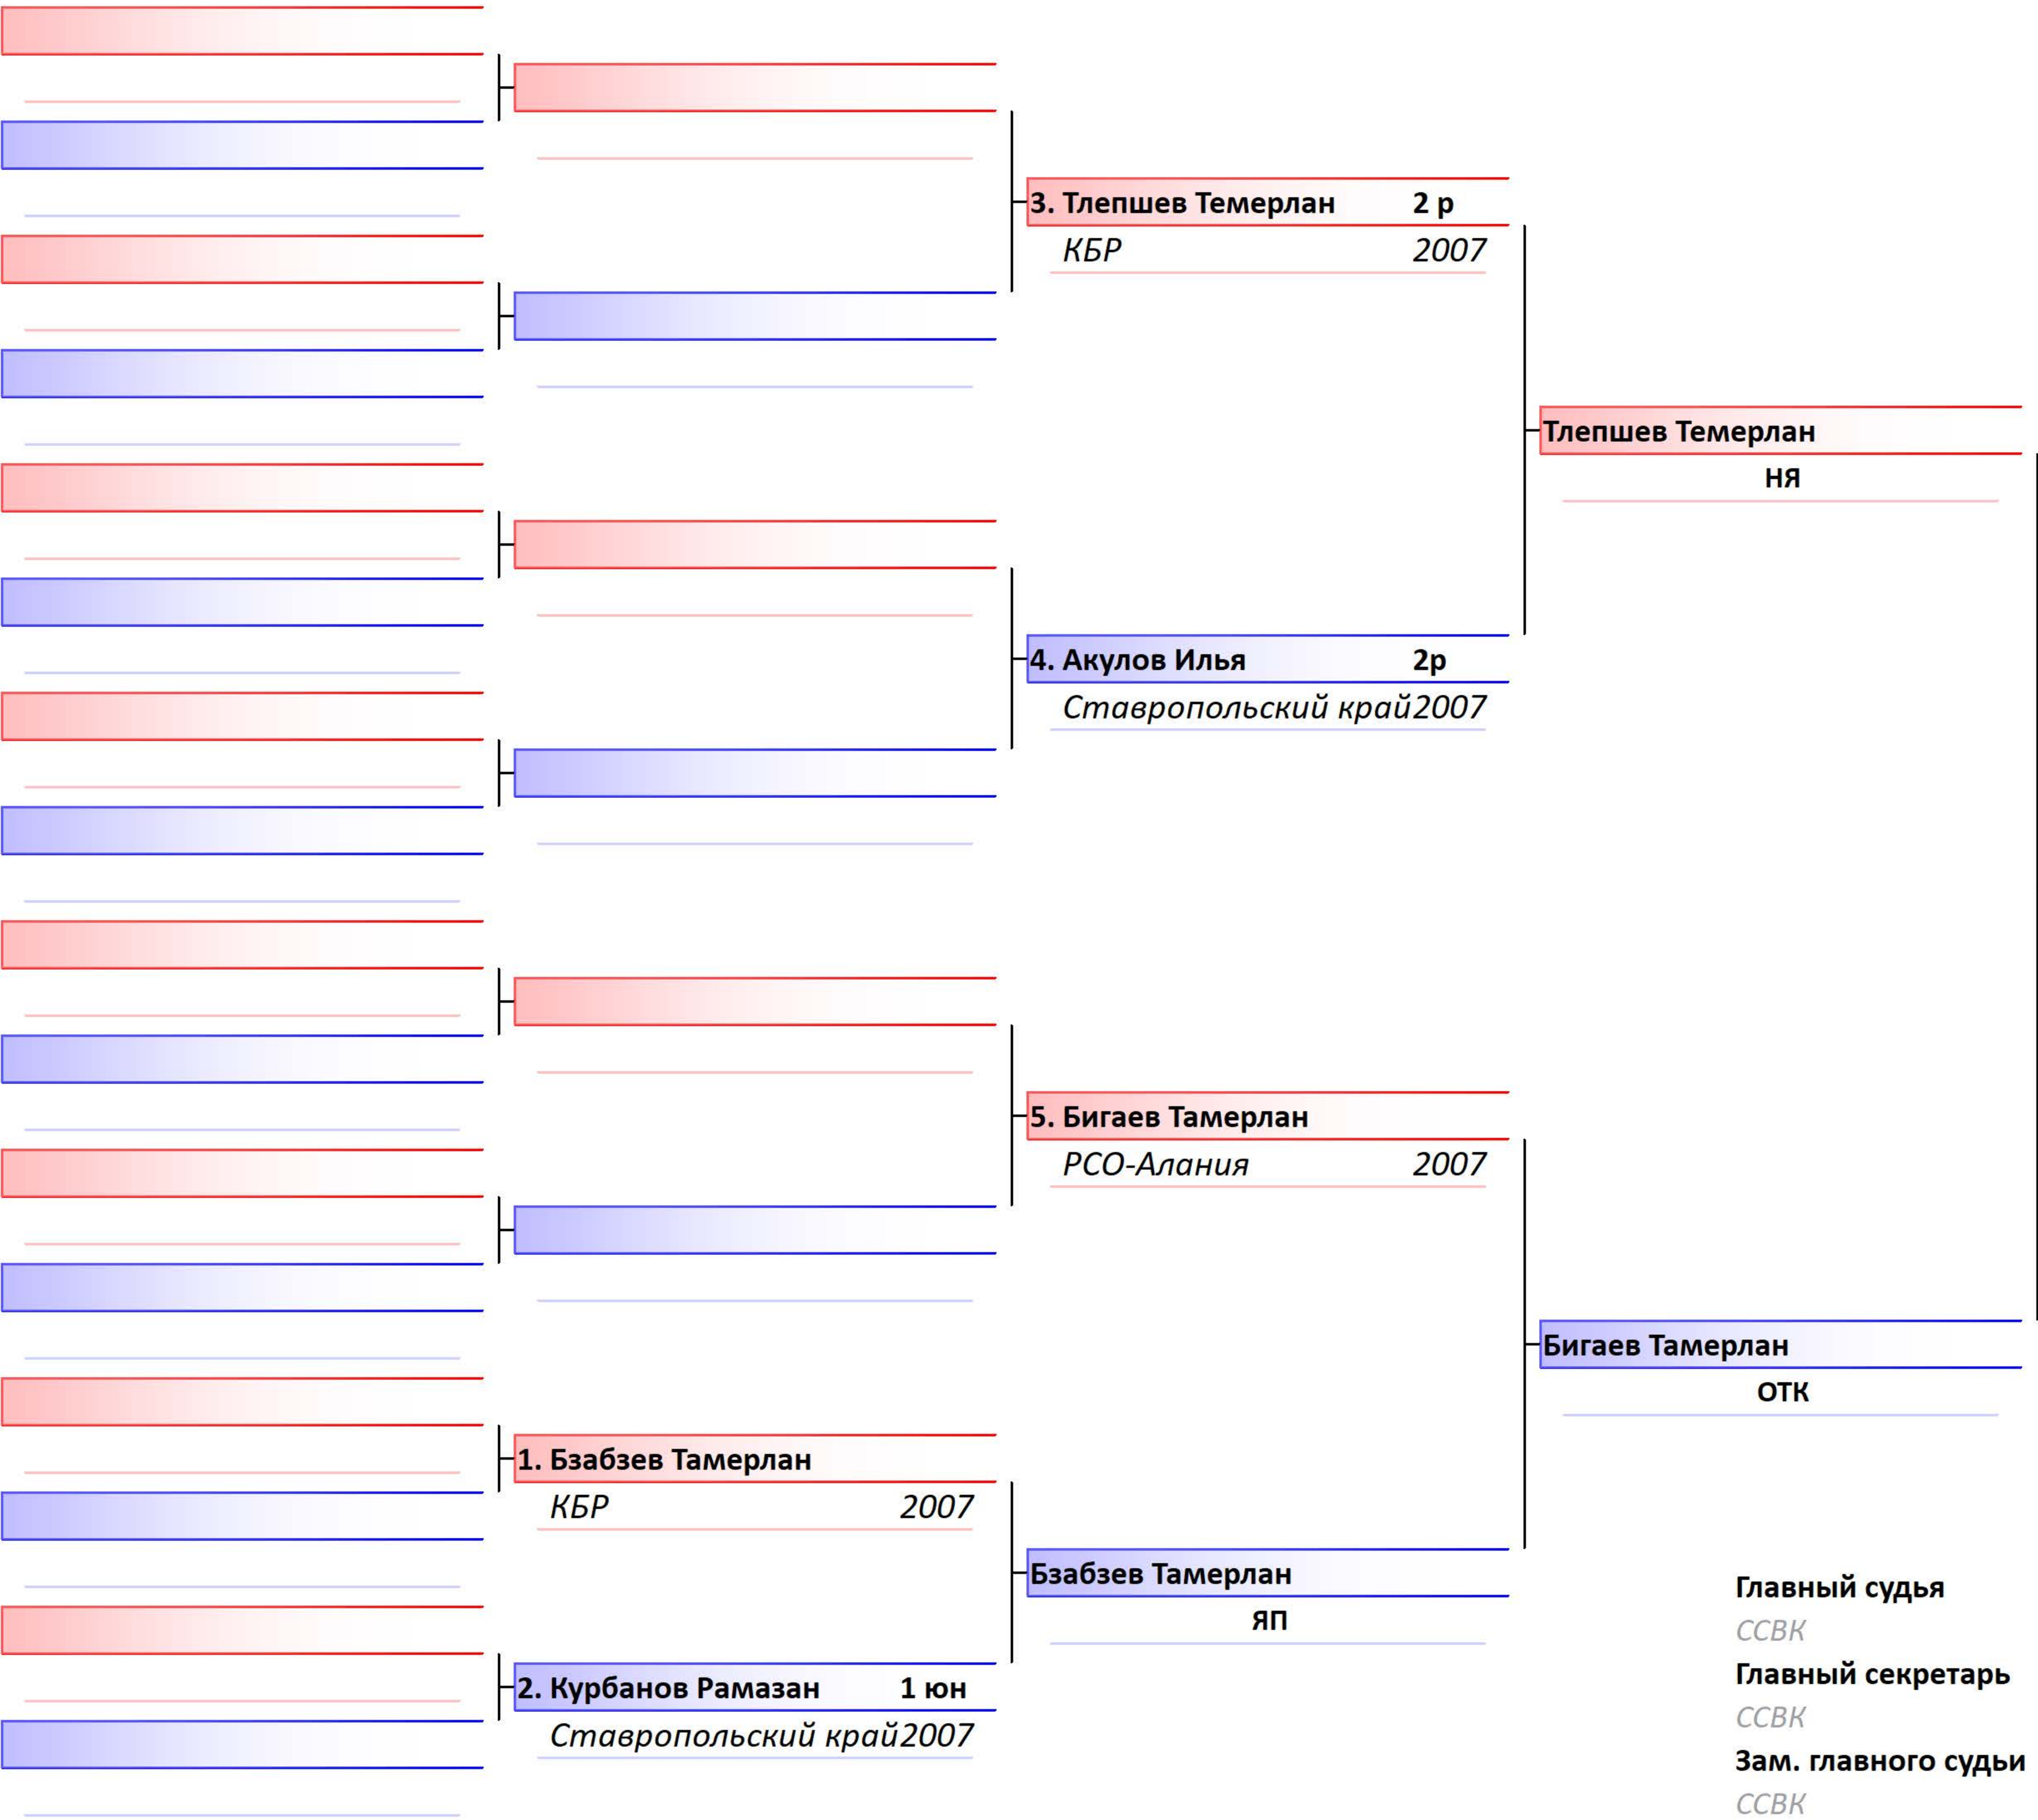 3. Тлепшев Темерлан 2 р
КБР 2007
Тлепшев Темерлан
НЯ
4. Акулов Илья 2р
Ставропольский край 2007
5. Бигаев Тамерлан
РСО-Алания 2007
Бигаев Тамерлан
ОТК
1. Бзабзев Тамерлан
КБР 2007
Бзабзев Тамерлан
ЯП
2. Курбанов Рамазан 1 юн
Ставропольский край 2007
Главный судья
ССВК
Главный секретарь
ССВК
Зам. главного судьи
ССВК